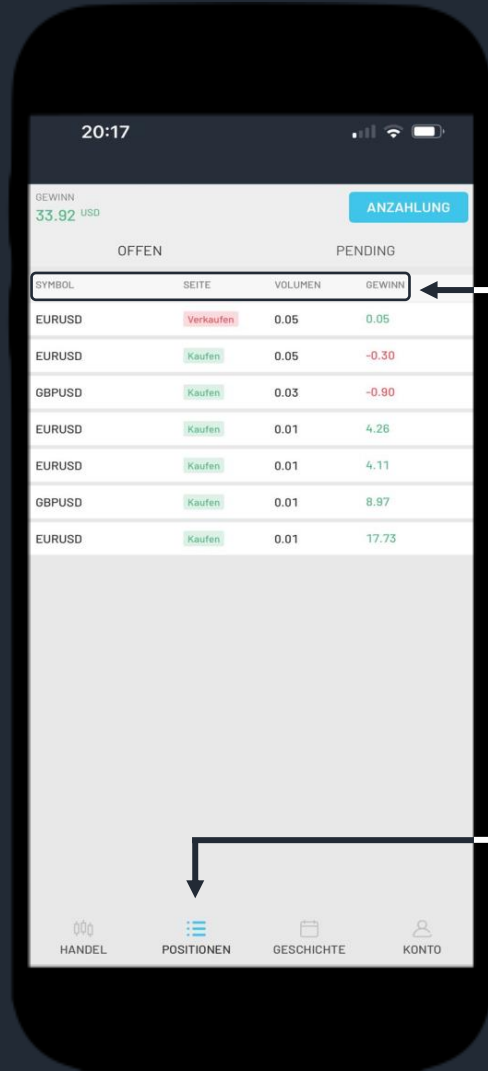 20:17
GEWINN
33.92 USD
ANZAHLUNG
OFFEN PENDING
SYMBOL SEITE VOLUMEN GEWINN
EURUSD Verkaufen 0.05 0.05
EURUSD Kaufen 0.05 -0.30
GBPUSD Kaufen 0.03 -0.90
EURUSD Kaufen 0.01 4.26
EURUSD Kaufen 0.01 4.11
GBPUSD Kaufen 0.01 8.97
EURUSD Kaufen 0.01 17.73
HANDEL POSITIONEN GESCHICHTE KONTO